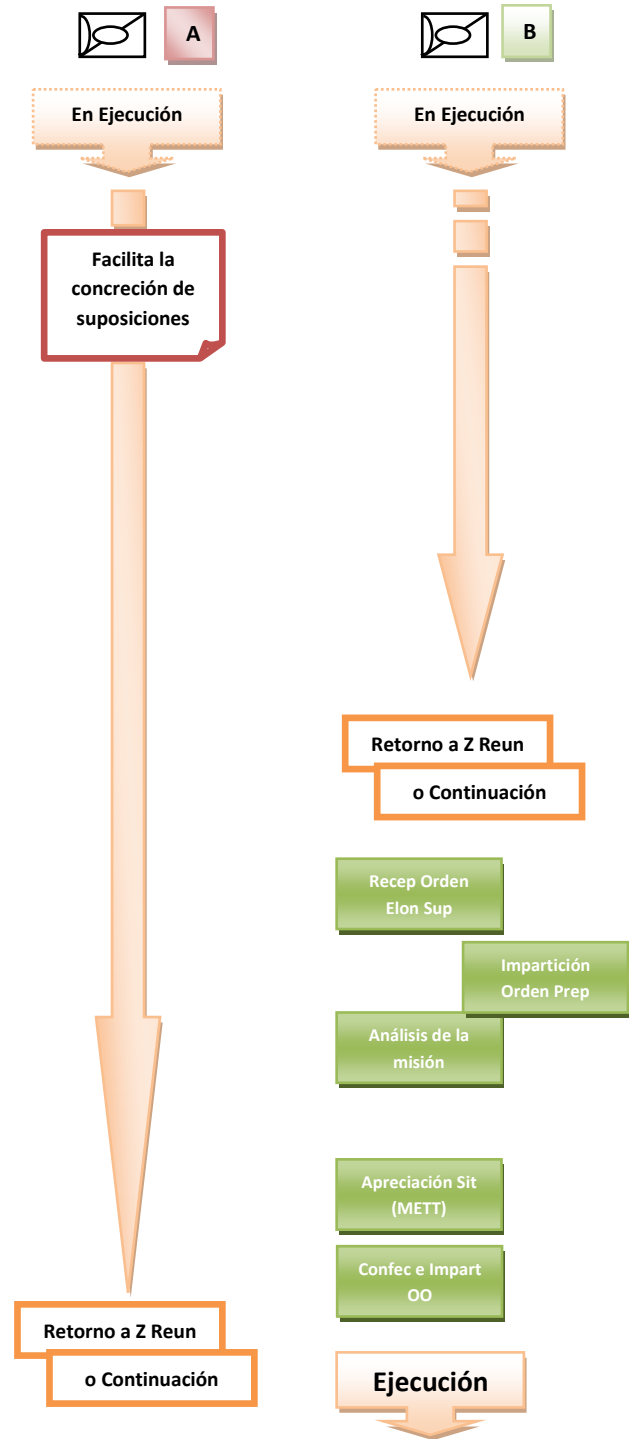 A
En Ejecución
Facilita la
concreción de
suposiciones
Retorno a Z Reun
o Continuación
B
En Ejecución
Retorno a Z Reun
o Continuación
Recep Orden
Elon Sup
Impartición
Orden Prep
Análisis de la
misión
Apreciación Sit
(METT)
Confec e Impart
OO
Ejecución